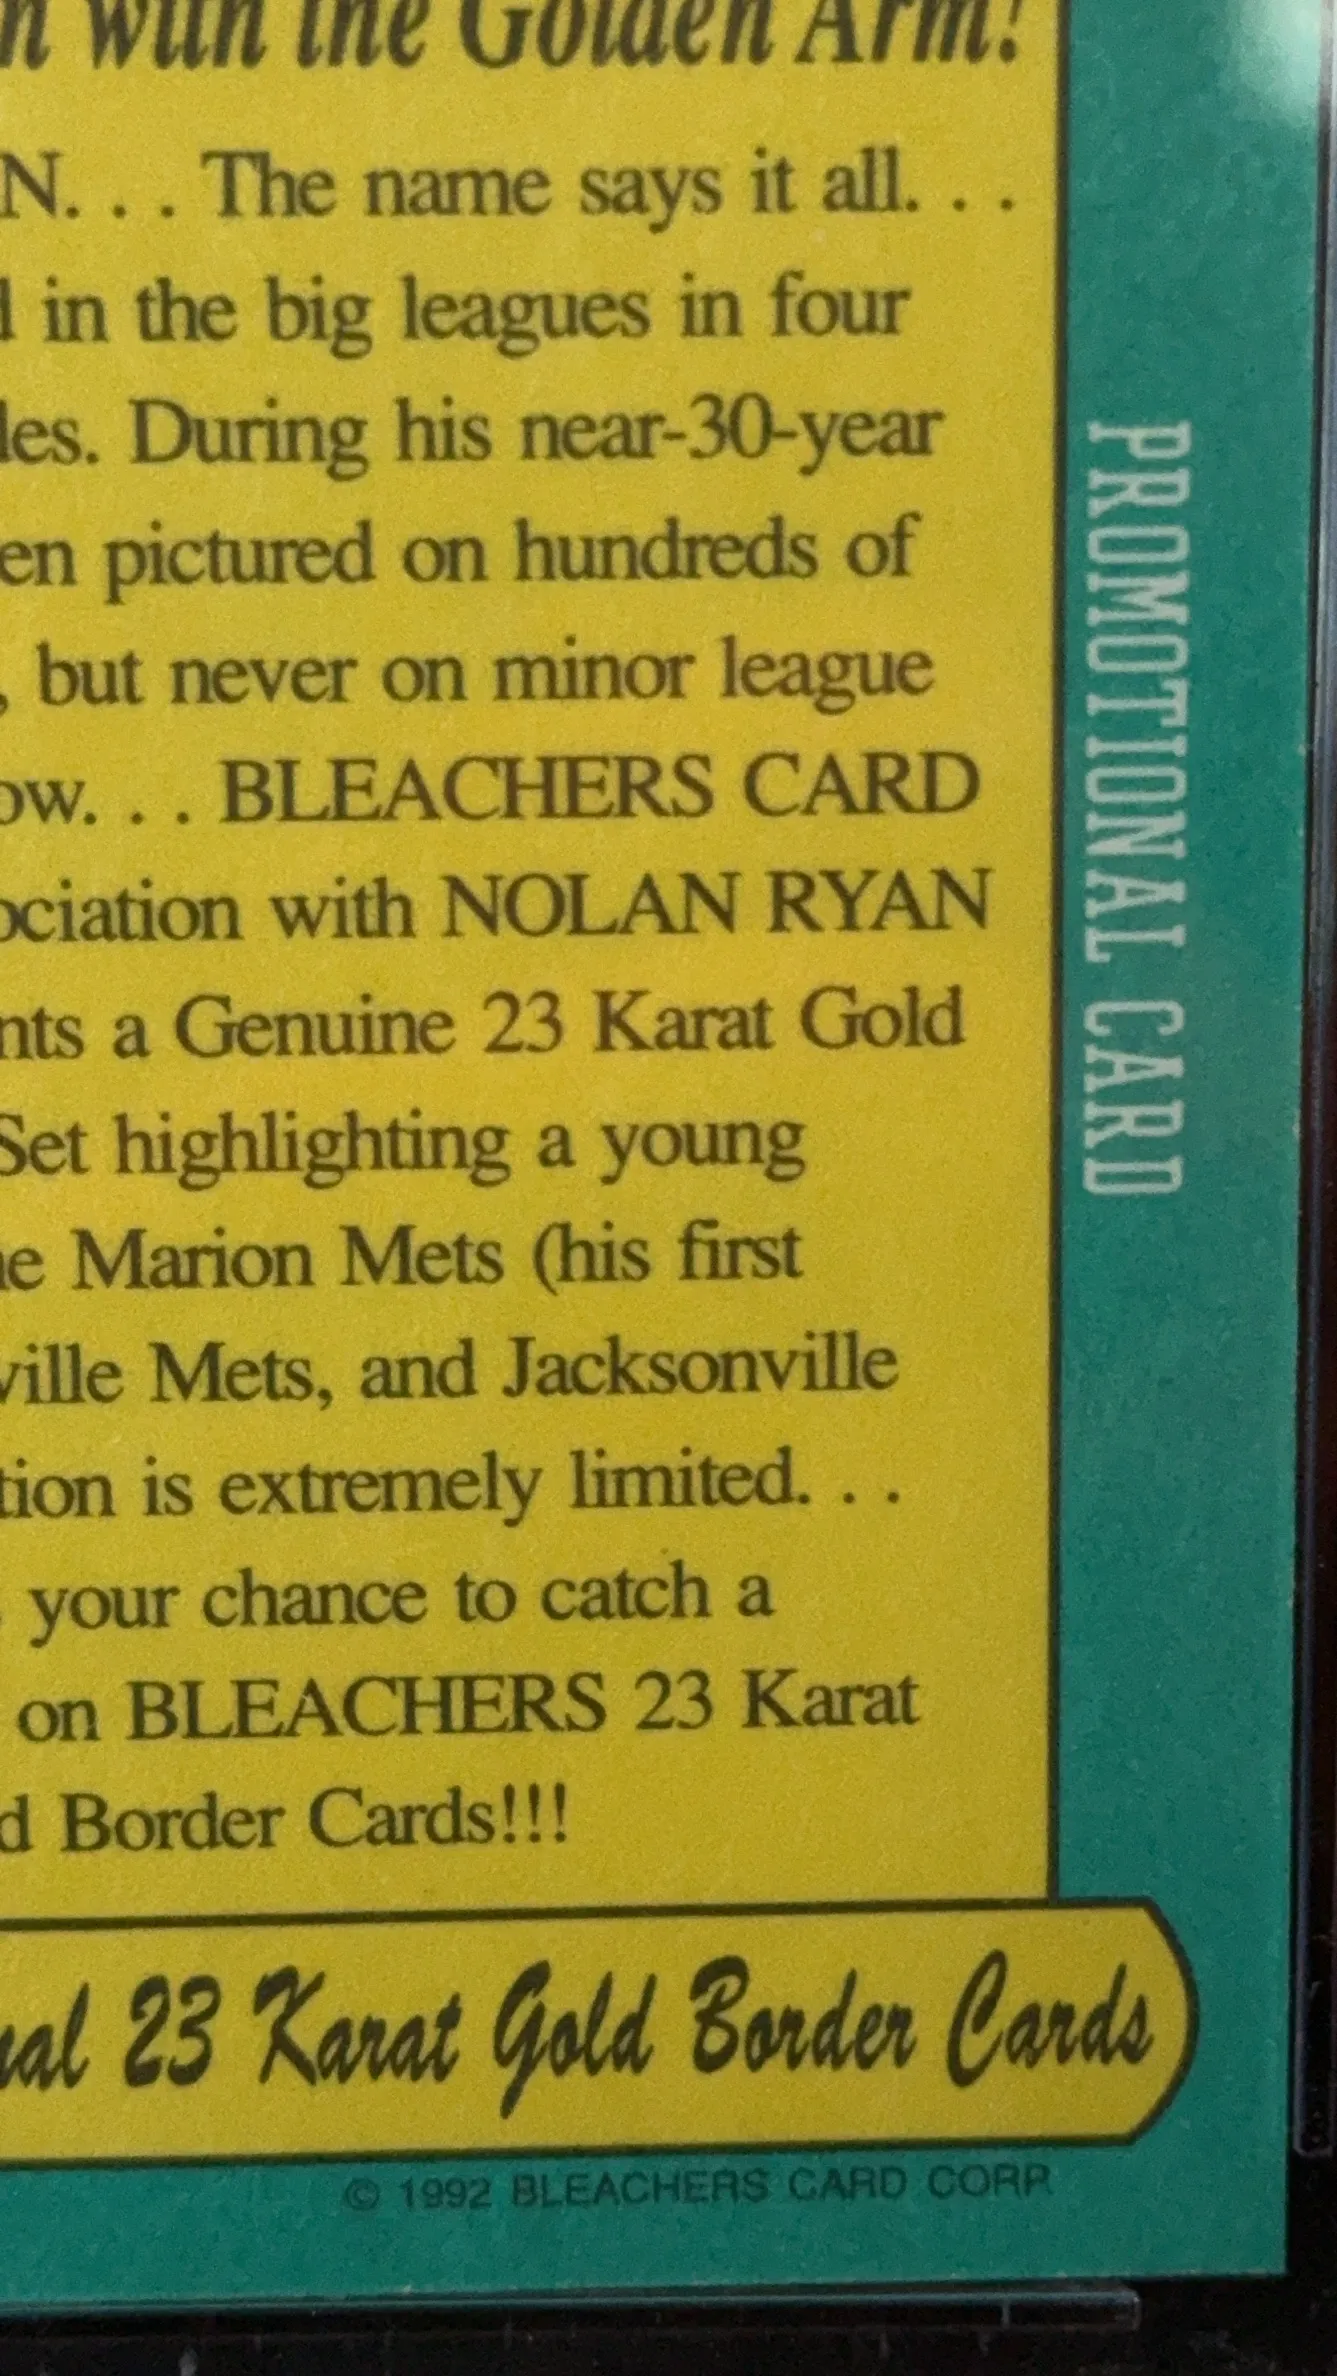 with the Golden Arm!
N. . . The name says it all. . .
in the big leagues in four
les. During his near-30-year
en pictured on hundreds of
, but never on minor league
ow. . . BLEACHERS CARD
ociation with NOLAN RYAN
nts a Genuine 23 Karat Gold
Set highlighting a young
he Marion Mets (his first
ville Mets, and Jacksonville
tion is extremely limited. . .
your chance to catch a
on BLEACHERS 23 Karat
d Border Cards!!!
PROMOTIONAL CARD
23 Karat Gold Border Cards
© 1992 BLEACHERS CARD CORP.